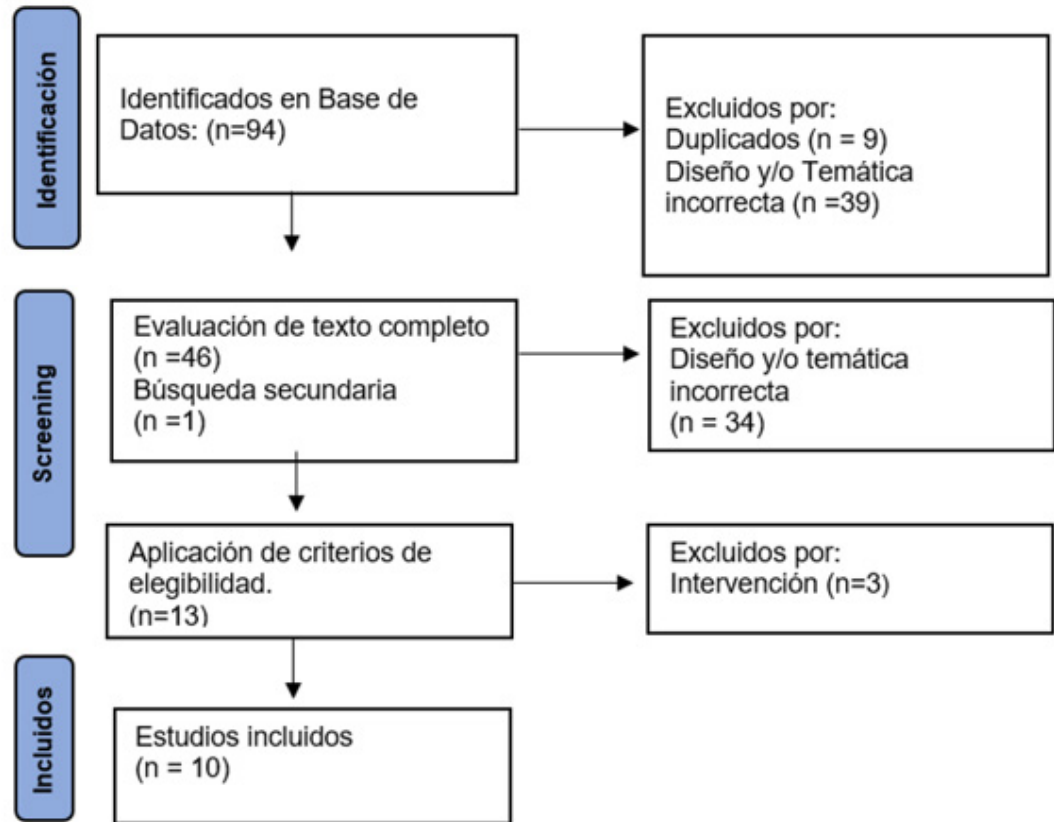 Identificación
Identificados en Base de
Datos: (n=94)
Excluidos por:
Duplicados (n = 9)
Diseño y/o Temática
incorrecta (n =39)
Screening
Evaluación de texto completo
(n =46)
Búsqueda secundaria
(n =1)
Excluidos por:
Diseño y/o temática
incorrecta
(n = 34)
Aplicación de criterios de
elegibilidad.
(n=13)
Excluidos por:
Intervención (n=3)
Incluidos
Estudios incluidos
(n = 10)